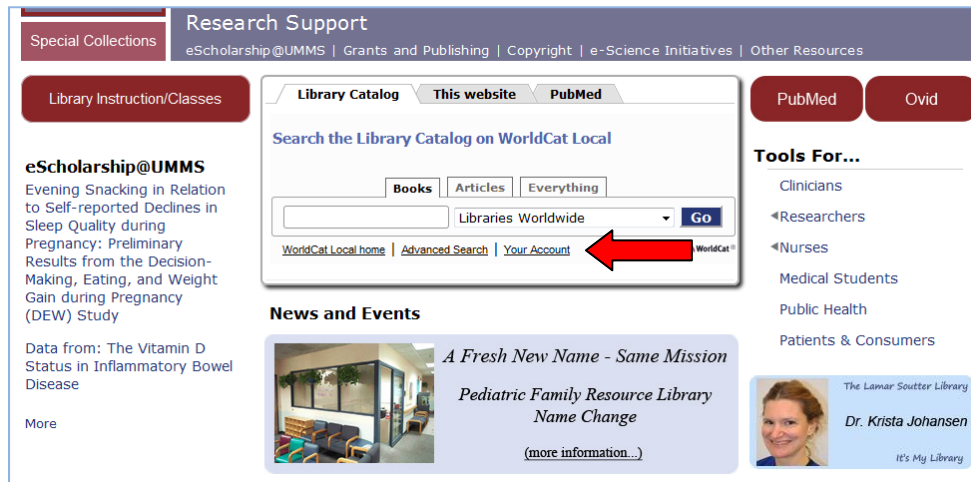 Special Collections
Research Support
eScholarship@UMMS | Grants and Publishing | Copyright | e-Science Initiatives | Other Resources
Library Instruction/Classes
eScholarship@UMMS
Evening Snacking in Relation
to Self-reported Declines in
Sleep Quality during
Pregnancy: Preliminary
Results from the Decision-
Making, Eating, and Weight
Gain during Pregnancy
(DEW) Study
Data from: The Vitamin D
Status in Inflammatory Bowel
Disease
More
Library Catalog
This website
PubMed
Search the Library Catalog on WorldCat Local
Books
Articles
Everything
Libraries Worldwide
Go
WorldCat Local home | Advanced Search | Your Account
WorldCat®
News and Events
A Fresh New Name - Same Mission
Pediatric Family Resource Library
Name Change
(more information...)
PubMed
Ovid
Tools For...
Clinicians
Researchers
Nurses
Medical Students
Public Health
Patients & Consumers
The Lamar Soutter Library
Dr. Krista Johansen
It's My Library